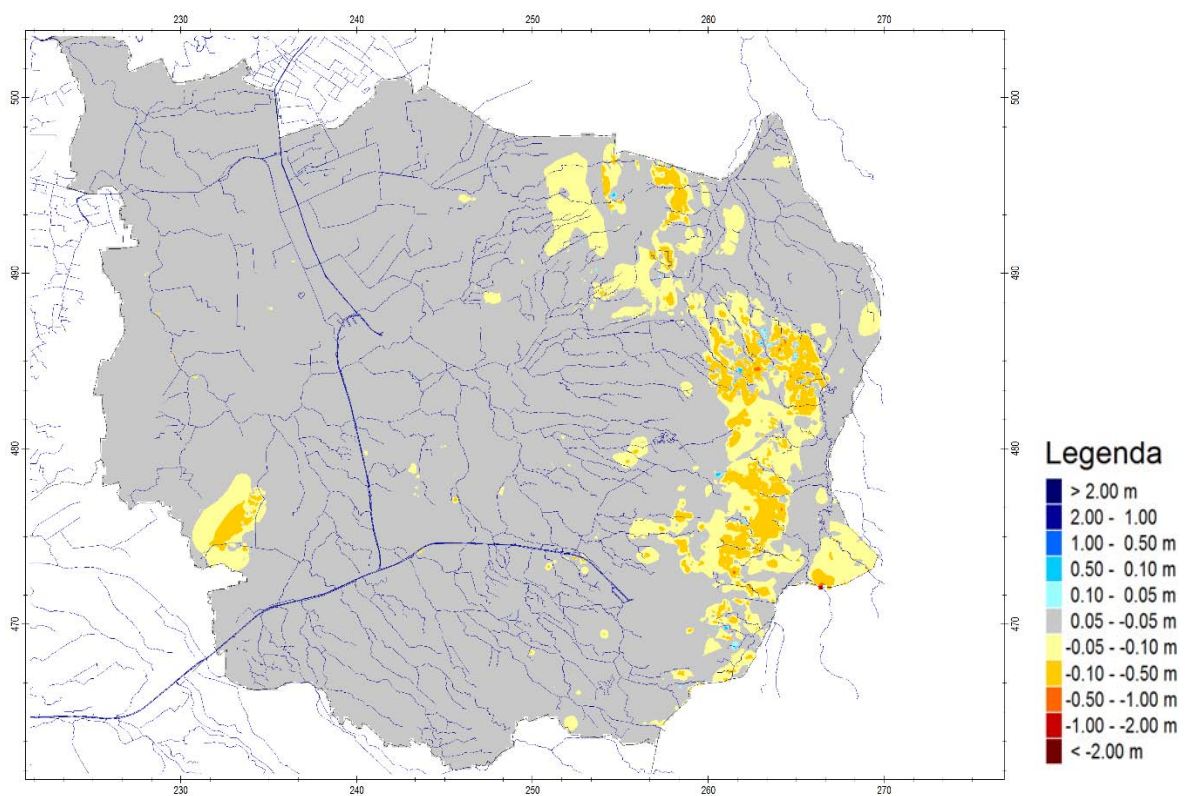 230 240 250 260 270
500 500
490 490
480 480
470 470
230 240 250 260 270
Legenda
> 2.00 m
2.00 - 1.00
1.00 - 0.50 m
0.50 - 0.10 m
0.10 - 0.05 m
0.05 - -0.05 m
-0.05 - -0.10 m
-0.10 - -0.50 m
-0.50 - -1.00 m
-1.00 - -2.00 m
< -2.00 m